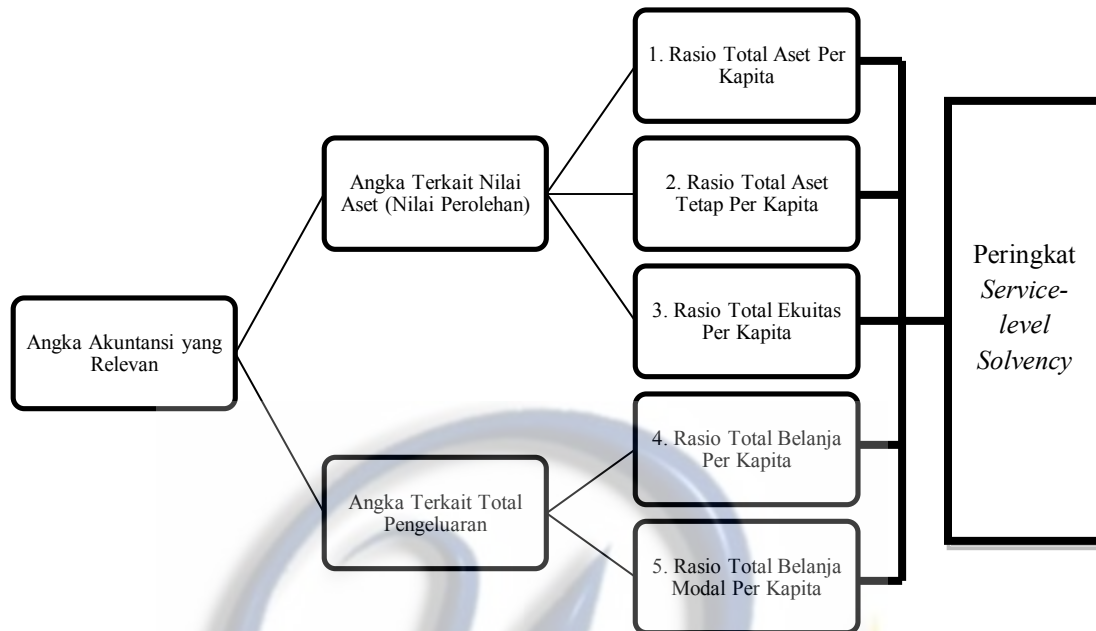 Angka Akuntansi yang
Relevan
Angka Terkait Nilai
Aset (Nilai Perolehan)
Angka Terkait Total
Pengeluaran
1. Rasio Total Aset Per
Kapita
2. Rasio Total Aset
Tetap Per Kapita
3. Rasio Total Ekuitas
Per Kapita
4. Rasio Total Belanja
Per Kapita
5. Rasio Total Belanja
Modal Per Kapita
Peringkat
Service-
level
Solvency